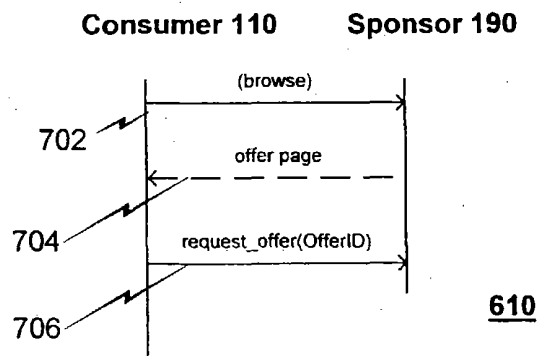 Consumer 110 Sponsor 190
(browse)
702
offer page
704
request_offer(OfferID)
706
610